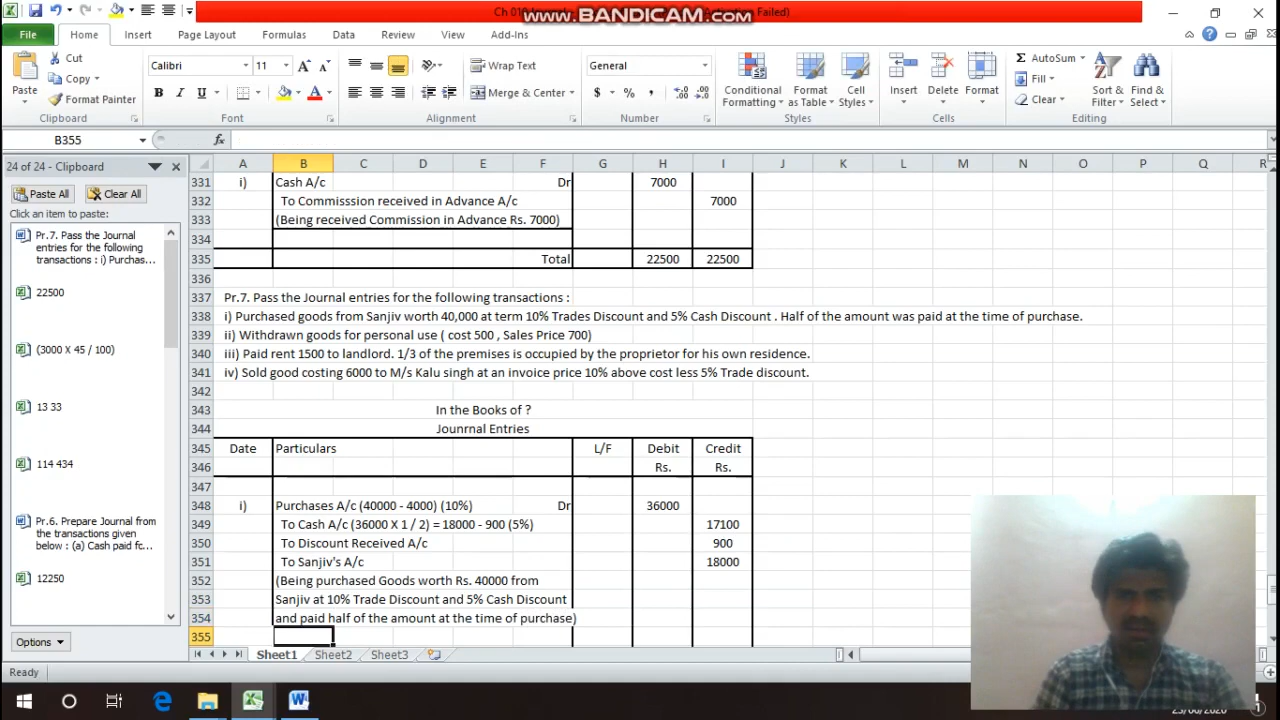 Ch 01
www.BANDICAM.com
Failed)
File Home Insert Page Layout Formulas Data Review View Add-Ins
Paste
Cut
Copy
Format Painter
Clipboard
Calibri 11
B I U A
Font
Wrap Text
Merge & Center
Alignment
General
$ % ,
Number
Conditional Formatting
Format as Table
Cell Styles
Styles
Insert
Delete
Format
Cells
Σ AutoSum
Fill
Clear
Sort & Filter
Find & Select
Editing
B355 fx
24 of 24 - Clipboard
Paste All Clear All
Click an item to paste:
Pr.7. Pass the Journal
entries for the following
transactions : i) Purchas...
22500
(3000 X 45 / 100)
13 33
114 434
Pr.6. Prepare Journal from
the transactions given
below : (a) Cash paid fc...
12250
Options
A B C D E F G H I J K L M N O P Q R
331 i) Cash A/c Dr 7000
332 To Commisssion received in Advance A/c 7000
333 (Being received Commission in Advance Rs. 7000)
334
335 Total 22500 22500
336
337 Pr.7. Pass the Journal entries for the following transactions :
338 i) Purchased goods from Sanjiv worth 40,000 at term 10% Trades Discount and 5% Cash Discount . Half of the amount was paid at the time of purchase.
339 ii) Withdrawn goods for personal use ( cost 500 , Sales Price 700)
340 iii) Paid rent 1500 to landlord. 1/3 of the premises is occupied by the proprietor for his own residence.
341 iv) Sold good costing 6000 to M/s Kalu singh at an invoice price 10% above cost less 5% Trade discount.
342
343 In the Books of ?
344 Jounrnal Entries
345 Date Particulars L/F Debit Credit
346 Rs. Rs.
347
348 i) Purchases A/c (40000 - 4000) (10%) Dr 36000
349 To Cash A/c (36000 X 1 / 2) = 18000 - 900 (5%) 17100
350 To Discount Received A/c 900
351 To Sanjiv's A/c 18000
352 (Being purchased Goods worth Rs. 40000 from
353 Sanjiv at 10% Trade Discount and 5% Cash Discount
354 and paid half of the amount at the time of purchase)
355
Sheet1 Sheet2 Sheet3
Ready